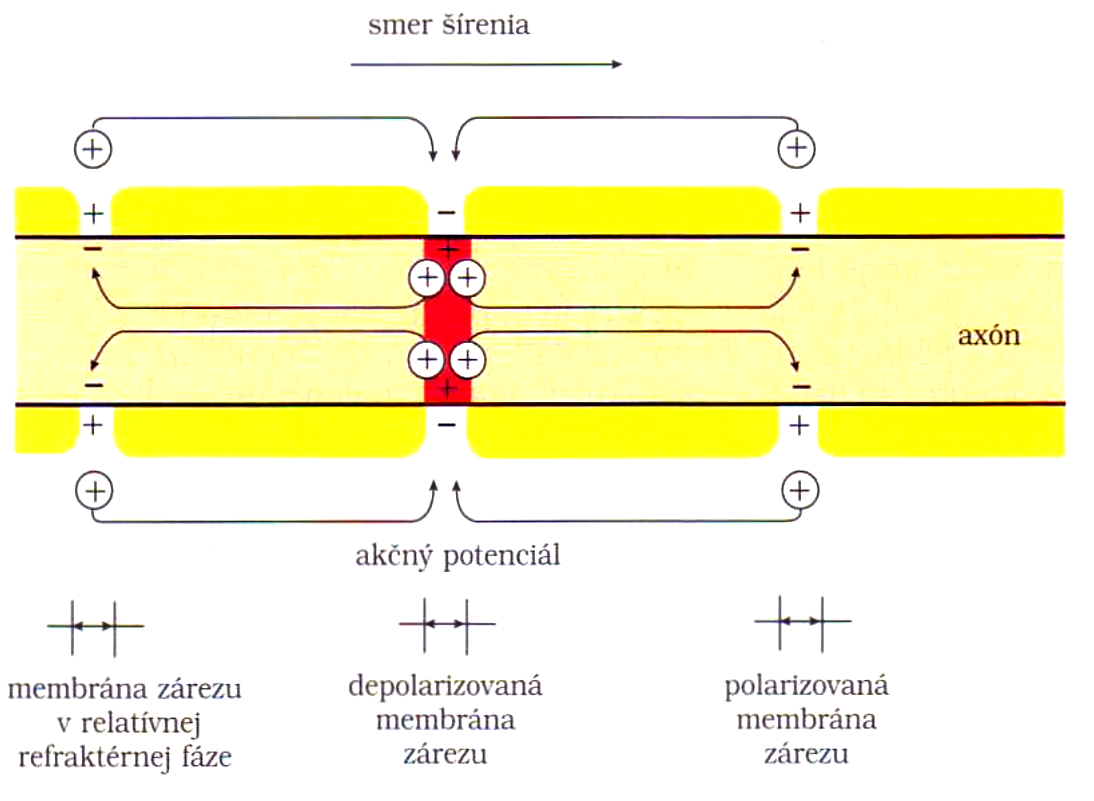 smer šírenia
axón
akčný potenciál
membrána zárezu
v relatívnej
refraktérnej fáze
depolarizovaná
membrána
zárezu
polarizovaná
membrána
zárezu